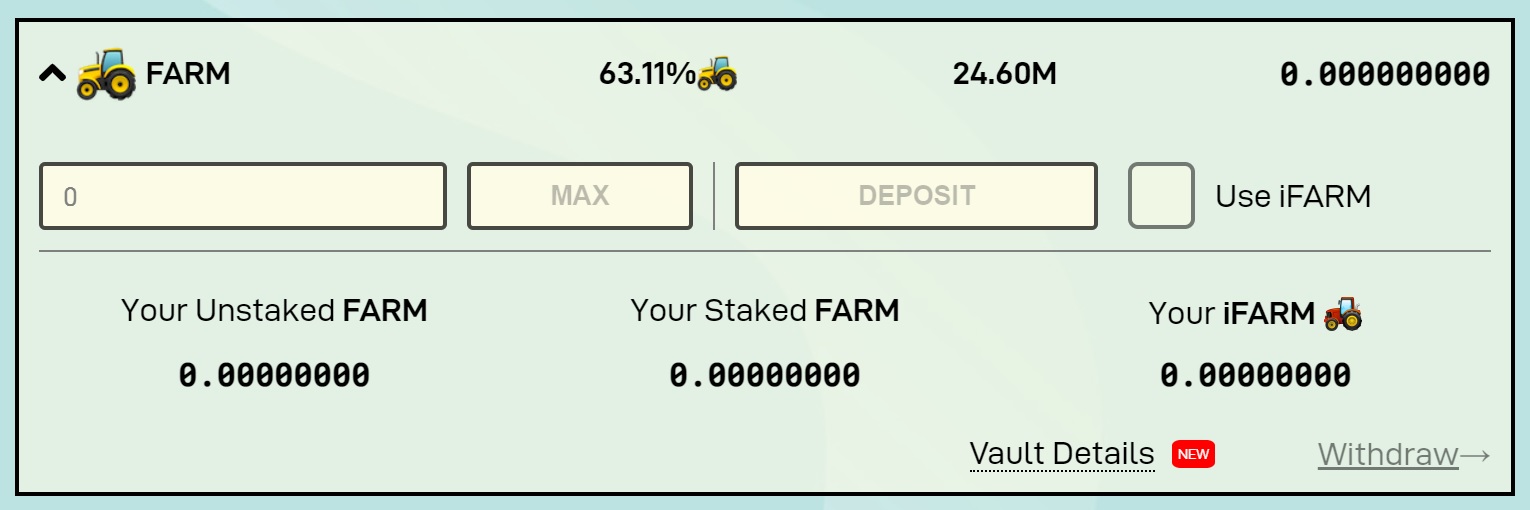 FARM 63.11% 24.60M 0.000000000
0 MAX DEPOSIT Use iFARM
Your Unstaked FARM Your Staked FARM Your iFARM
0.00000000 0.00000000 0.00000000
Vault Details NEW Withdraw→